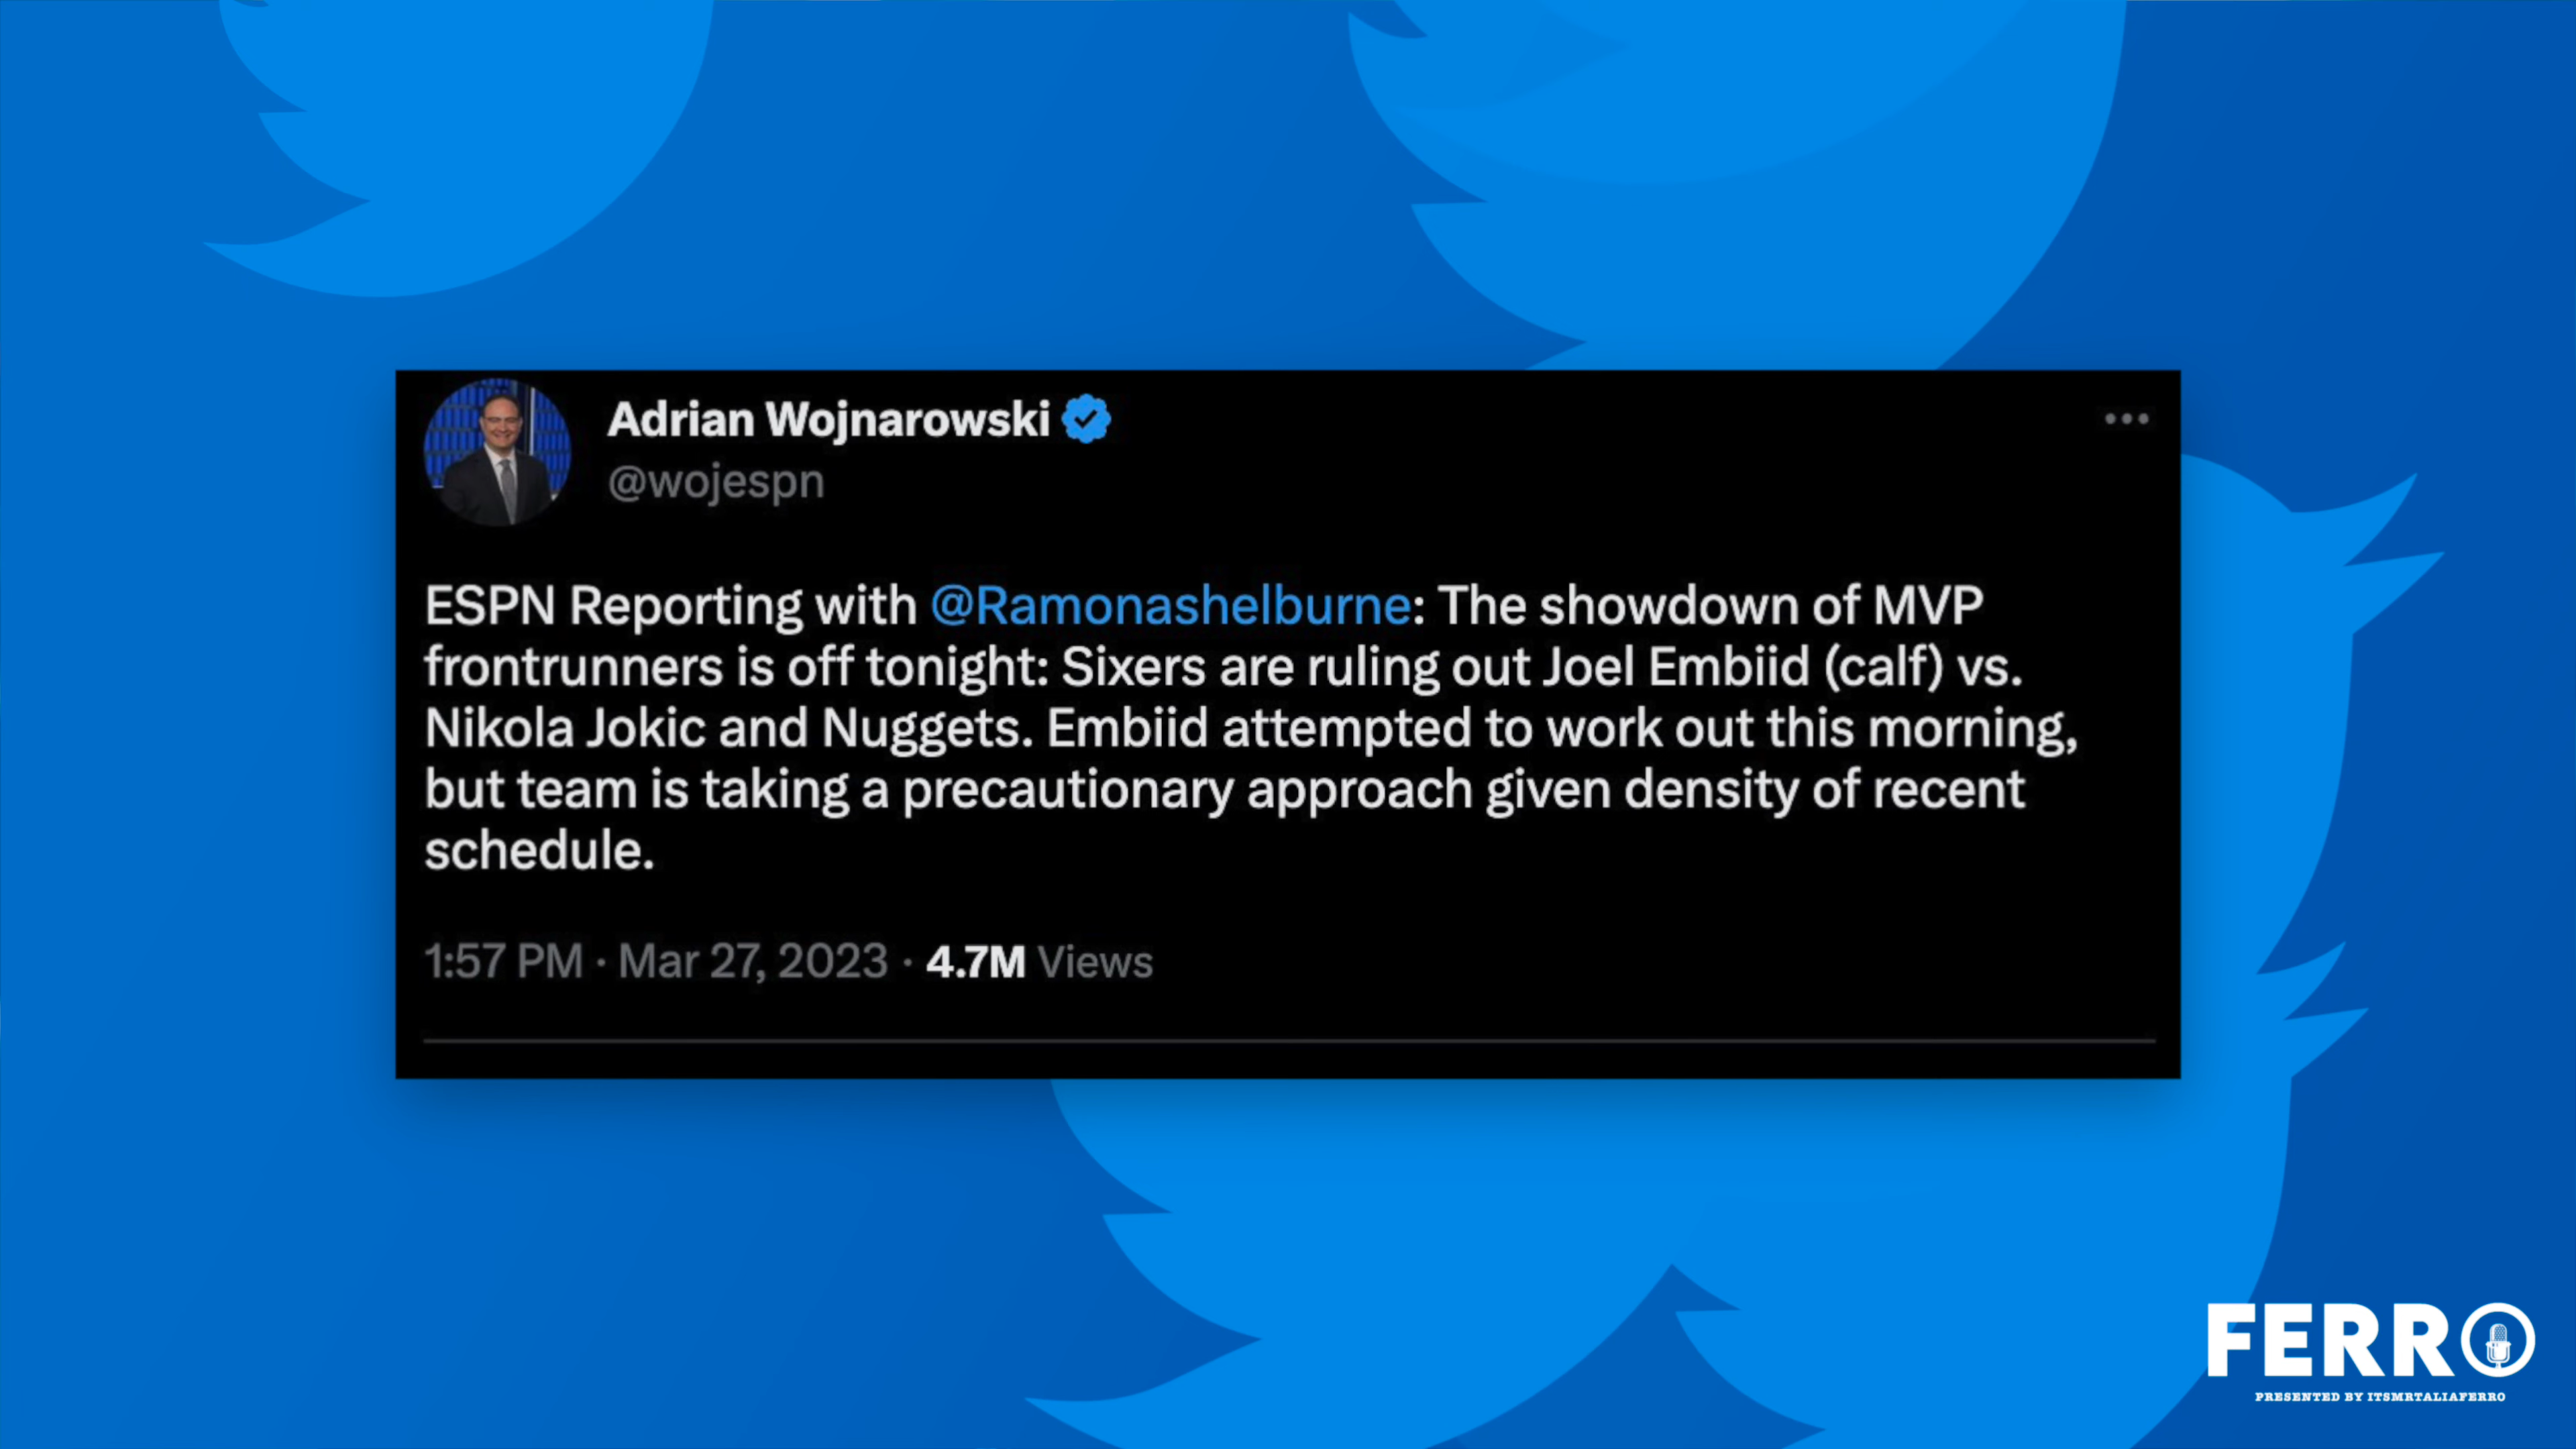 Adrian Wojnarowski
@wojespn
ESPN Reporting with @Ramonashelburne: The showdown of MVP
frontrunners is off tonight: Sixers are ruling out Joel Embiid (calf) vs.
Nikola Jokic and Nuggets. Embiid attempted to work out this morning,
but team is taking a precautionary approach given density of recent
schedule.
1:57 PM · Mar 27, 2023 · 4.7M Views
FERRO
PRESENTED BY ITSMRTALIAFERRO